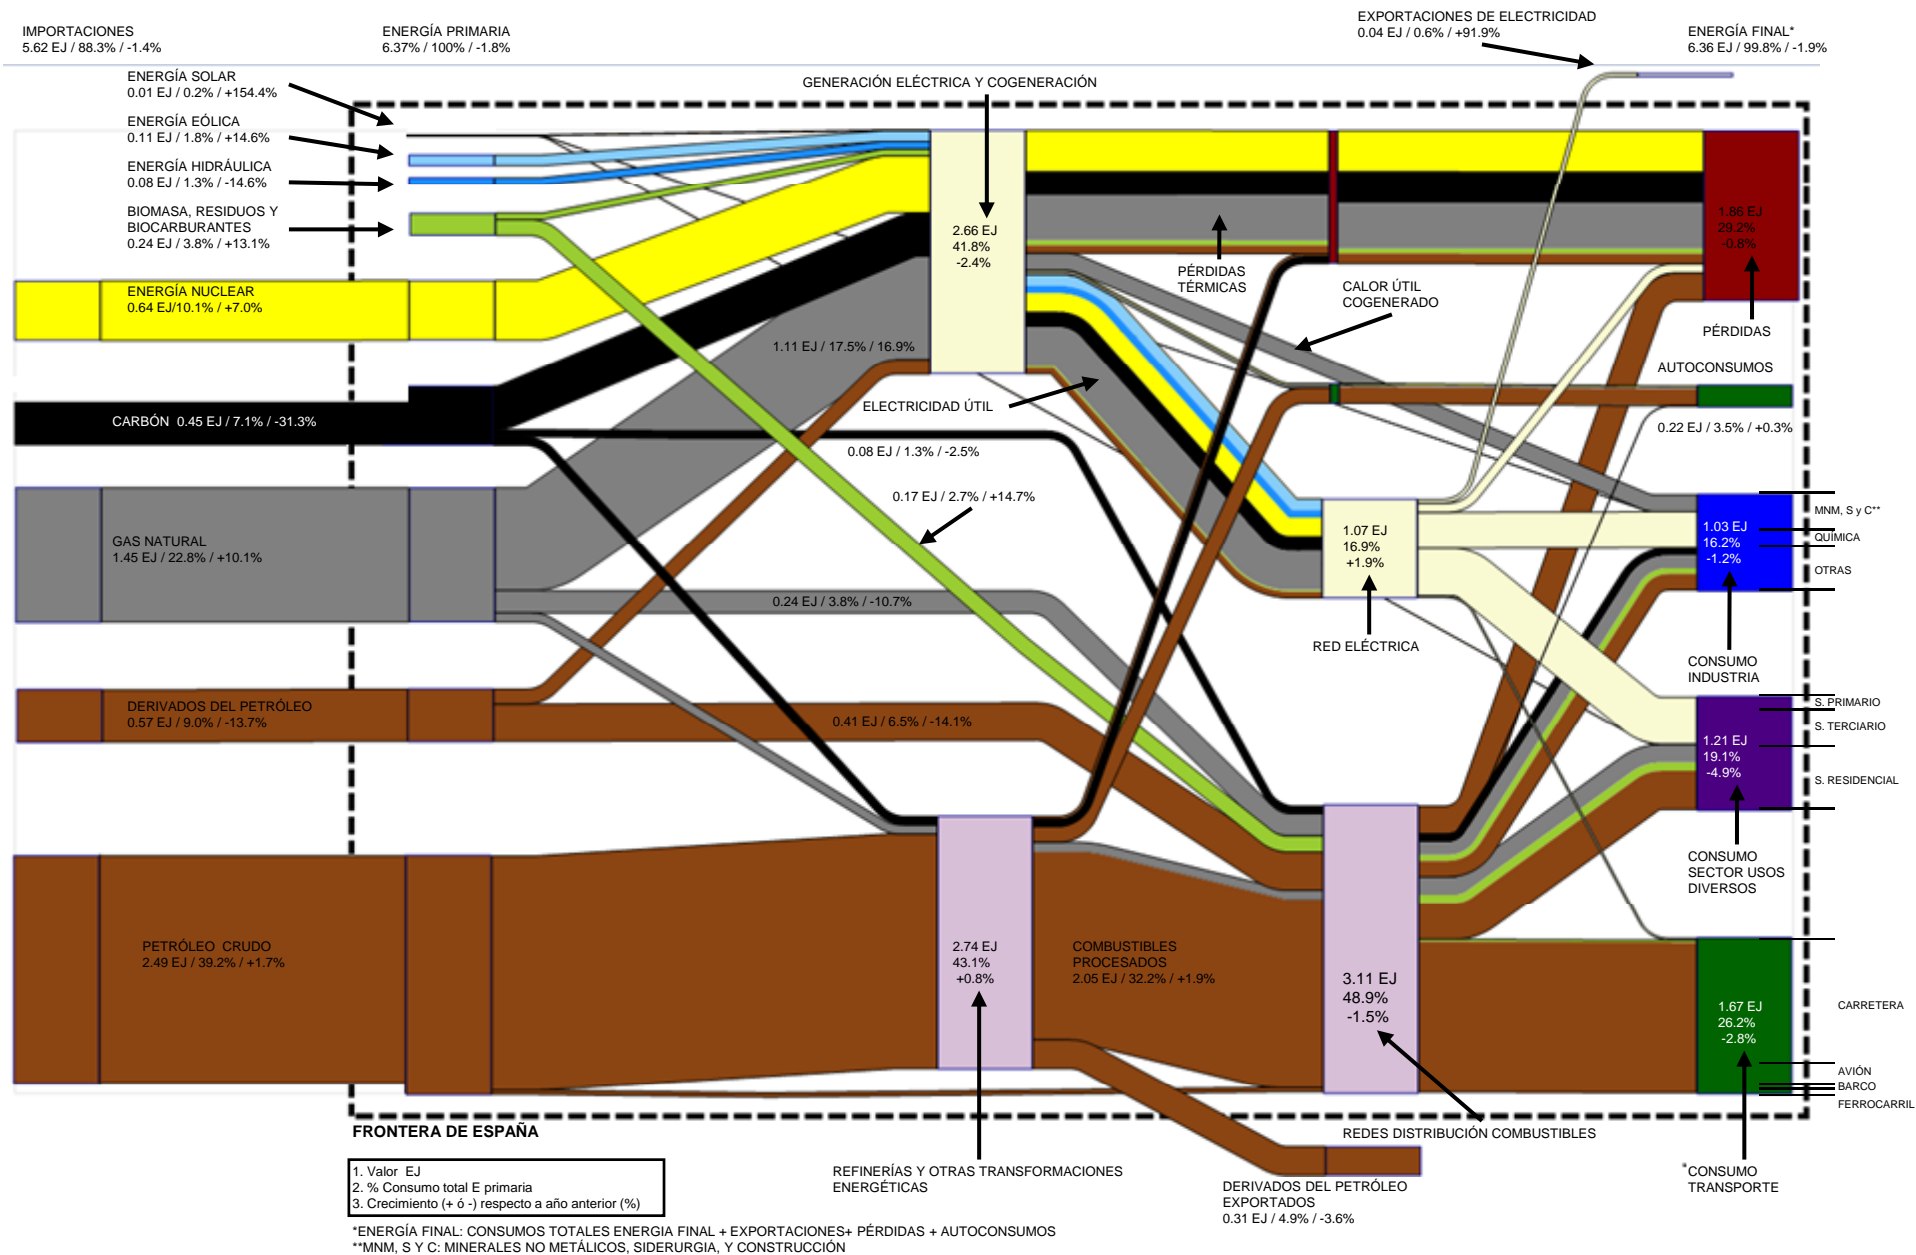 IMPORTACIONES
5.62 EJ / 88.3% / -1.4%
ENERGÍA PRIMARIA
6.37% / 100% / -1.8%
EXPORTACIONES DE ELECTRICIDAD
0.04 EJ / 0.6% / +91.9%
ENERGÍA FINAL*
6.36 EJ / 99.8% / -1.9%
ENERGÍA SOLAR
0.01 EJ / 0.2% / +154.4%
GENERACIÓN ELÉCTRICA Y COGENERACIÓN
ENERGÍA EÓLICA
0.11 EJ / 1.8% / +14.6%
ENERGÍA HIDRÁULICA
0.08 EJ / 1.3% / -14.6%
BIOMASA, RESIDUOS Y
BIOCARBURANTES
0.24 EJ / 3.8% / +13.1%
2.66 EJ
41.8%
-2.4%
1.86 EJ
29.2%
-0.8%
PÉRDIDAS
TÉRMICAS
CALOR ÚTIL
COGENERADO
ENERGÍA NUCLEAR
0.64 EJ/10.1% / +7.0%
PÉRDIDAS
1.11 EJ / 17.5% / 16.9%
AUTOCONSUMOS
ELECTRICIDAD ÚTIL
CARBÓN 0.45 EJ / 7.1% / -31.3%
0.22 EJ / 3.5% / +0.3%
0.08 EJ / 1.3% / -2.5%
0.17 EJ / 2.7% / +14.7%
MNM, S y C**
1.07 EJ
16.9%
+1.9%
1.03 EJ
16.2%
-1.2%
QUÍMICA
OTRAS
GAS NATURAL
1.45 EJ / 22.8% / +10.1%
0.24 EJ / 3.8% / -10.7%
RED ELÉCTRICA
CONSUMO
INDUSTRIA
DERIVADOS DEL PETRÓLEO
0.57 EJ / 9.0% / -13.7%
0.41 EJ / 6.5% / -14.1%
S. PRIMARIO
S. TERCIARIO
1.21 EJ
19.1%
-4.9%
S. RESIDENCIAL
CONSUMO
SECTOR USOS
DIVERSOS
PETRÓLEO CRUDO
2.49 EJ / 39.2% / +1.7%
2.74 EJ
43.1%
+0.8%
COMBUSTIBLES
PROCESADOS
2.05 EJ / 32.2% / +1.9%
3.11 EJ
48.9%
-1.5%
1.67 EJ
26.2%
-2.8%
CARRETERA
AVIÓN
BARCO
FERROCARRIL
FRONTERA DE ESPAÑA
REDES DISTRIBUCIÓN COMBUSTIBLES
1. Valor EJ
2. % Consumo total E primaria
3. Crecimiento (+ ó -) respecto a año anterior (%)
REFINERÍAS Y OTRAS TRANSFORMACIONES
ENERGÉTICAS
DERIVADOS DEL PETRÓLEO
EXPORTADOS
0.31 EJ / 4.9% / -3.6%
*CONSUMO
TRANSPORTE
*ENERGÍA FINAL: CONSUMOS TOTALES ENERGIA FINAL + EXPORTACIONES+ PÉRDIDAS + AUTOCONSUMOS
**MNM, S Y C: MINERALES NO METÁLICOS, SIDERURGIA, Y CONSTRUCCIÓN